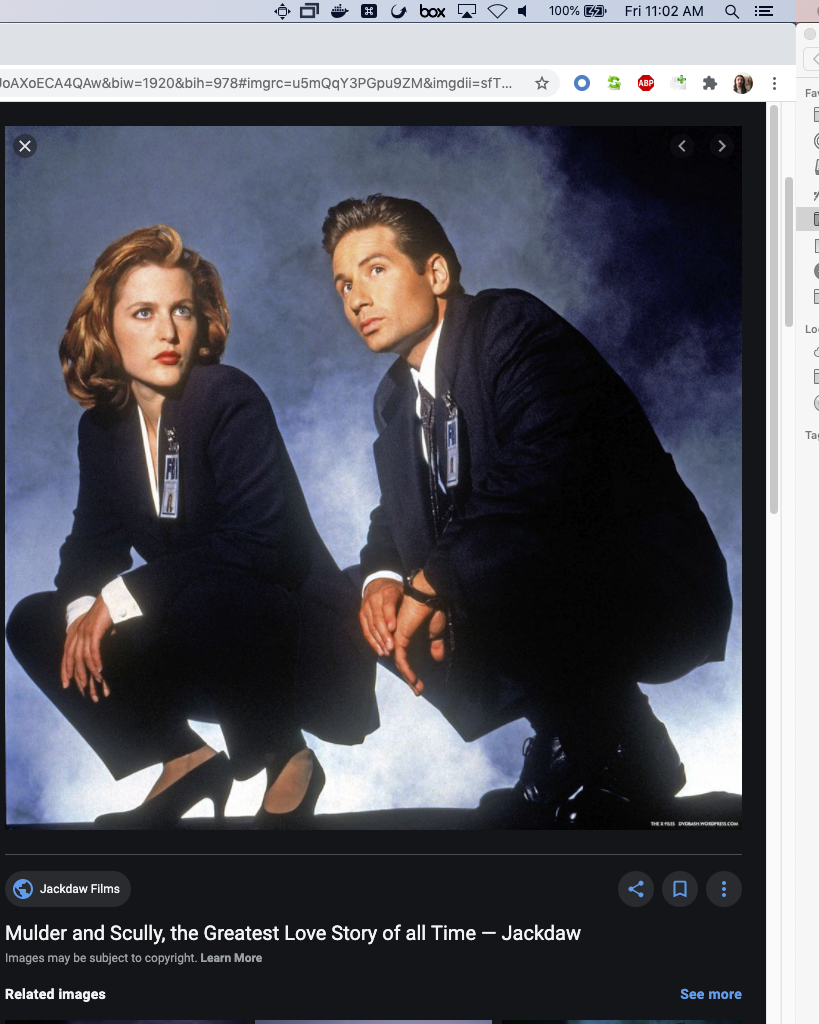 box
100%
Fri 11:02 AM
JoAXoECA4QAw&biw=1920&bih=978#imgrc=u5mQqY3PGpu9ZM&imgdii=sfT...
ABP
Fav
Lo
Tag
THE X-FILES DVDBASH.WORDPRESS.COM
Jackdaw Films
Mulder and Scully, the Greatest Love Story of all Time — Jackdaw
Images may be subject to copyright. Learn More
Related images
See more